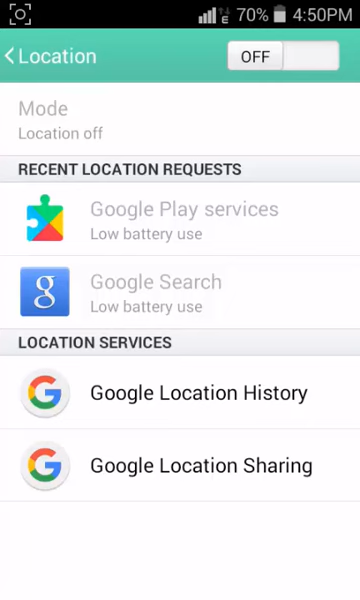 E 70% 4:50PM
Location OFF
Mode
Location off
RECENT LOCATION REQUESTS
Google Play services
Low battery use
g Google Search
Low battery use
LOCATION SERVICES
G Google Location History
G Google Location Sharing